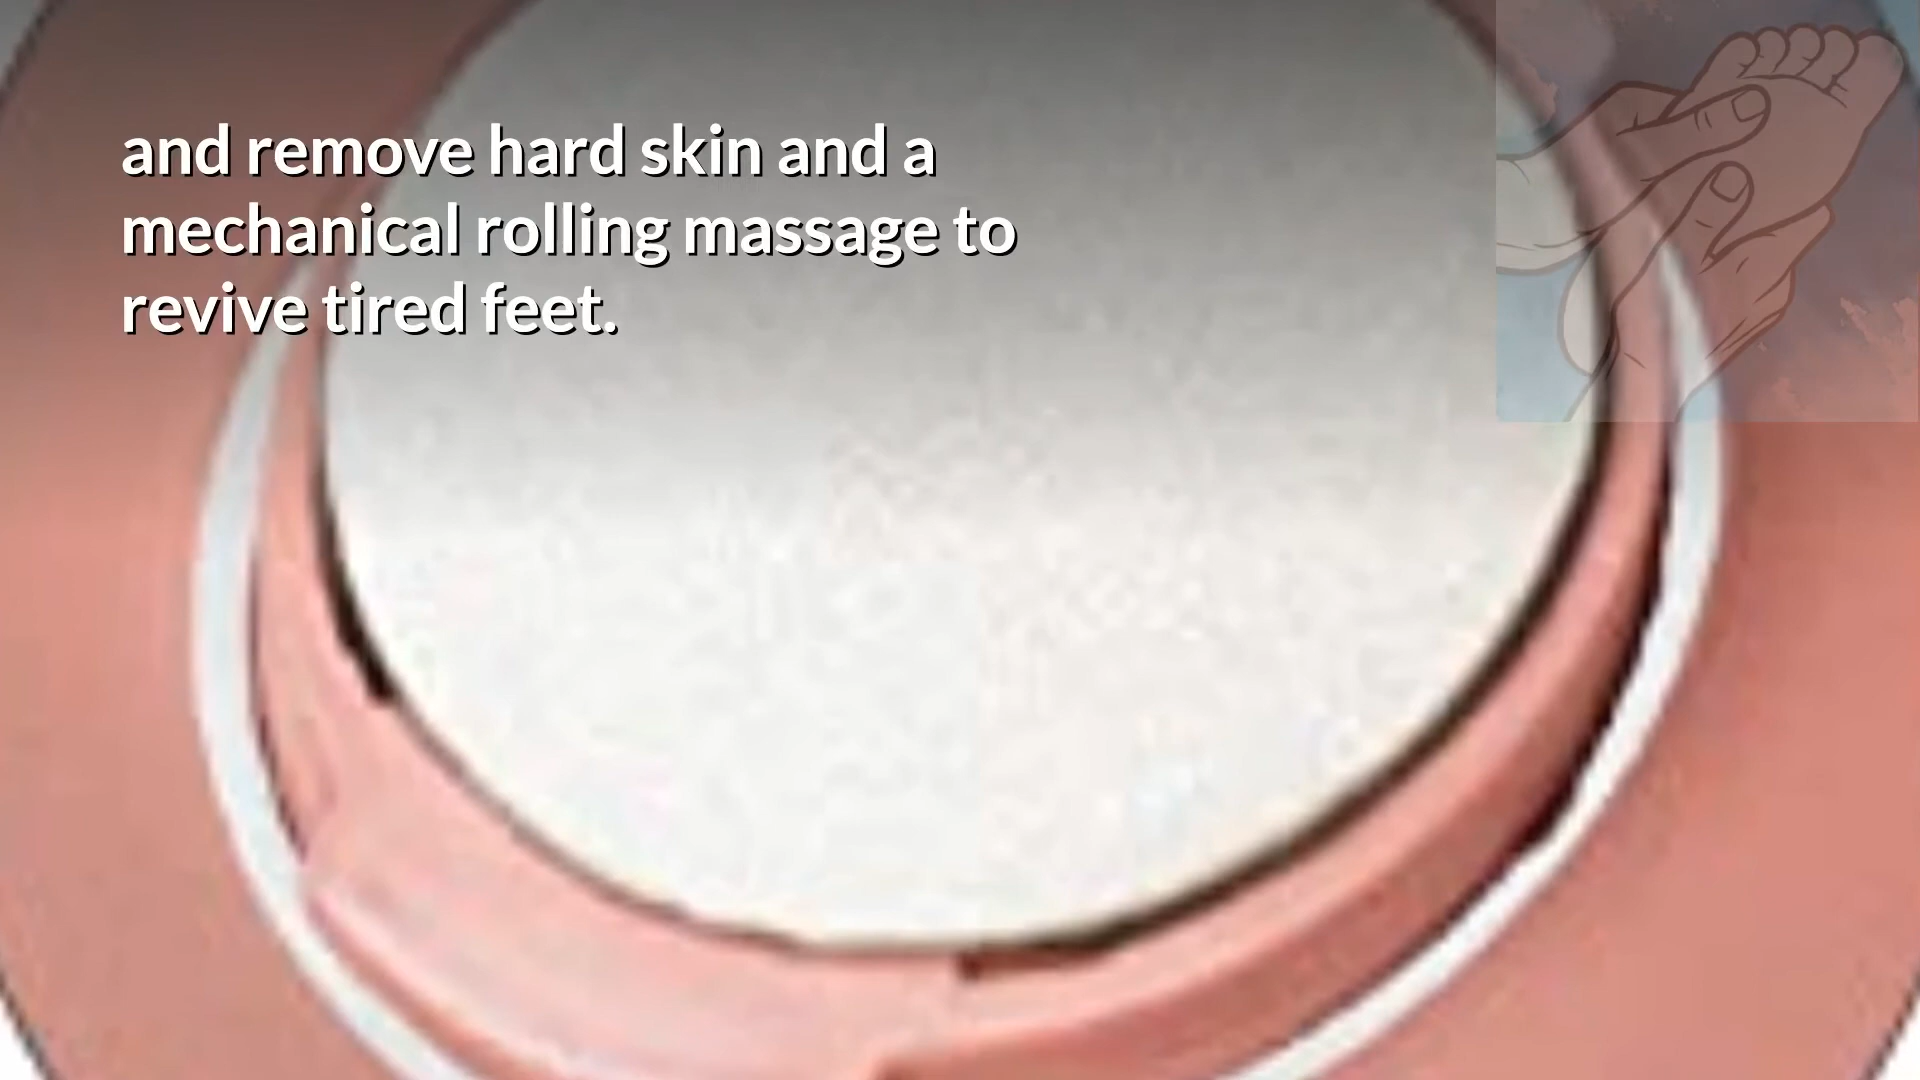 and remove hard skin and a
mechanical rolling massage to
revive tired feet.